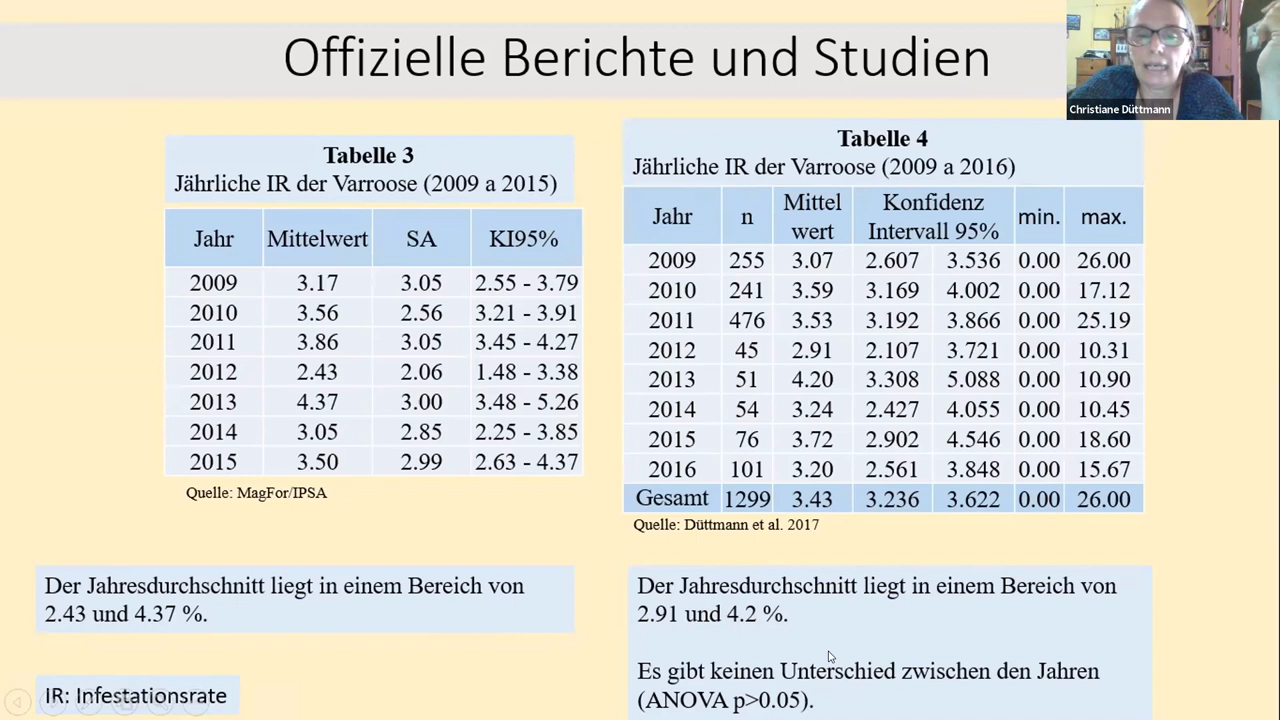 Offizielle Berichte und Studien
Christiane Düttmann
Tabelle 3
Jährliche IR der Varroose (2009 a 2015)
Jahr Mittelwert SA KI95%
2009 3.17 3.05 2.55 - 3.79
2010 3.56 2.56 3.21 - 3.91
2011 3.86 3.05 3.45 - 4.27
2012 2.43 2.06 1.48 - 3.38
2013 4.37 3.00 3.48 - 5.26
2014 3.05 2.85 2.25 - 3.85
2015 3.50 2.99 2.63 - 4.37
Quelle: MagFor/IPSA
Der Jahresdurchschnitt liegt in einem Bereich von
2.43 und 4.37 %.
IR: Infestationsrate
Tabelle 4
Jährliche IR der Varroose (2009 a 2016)
Jahr n Mittel wert Konfidenz Intervall 95% min. max.
2009 255 3.07 2.607 3.536 0.00 26.00
2010 241 3.59 3.169 4.002 0.00 17.12
2011 476 3.53 3.192 3.866 0.00 25.19
2012 45 2.91 2.107 3.721 0.00 10.31
2013 51 4.20 3.308 5.088 0.00 10.90
2014 54 3.24 2.427 4.055 0.00 10.45
2015 76 3.72 2.902 4.546 0.00 18.60
2016 101 3.20 2.561 3.848 0.00 15.67
Gesamt 1299 3.43 3.236 3.622 0.00 26.00
Quelle: Düttmann et al. 2017
Der Jahresdurchschnitt liegt in einem Bereich von
2.91 und 4.2 %.
Es gibt keinen Unterschied zwischen den Jahren
(ANOVA p>0.05).